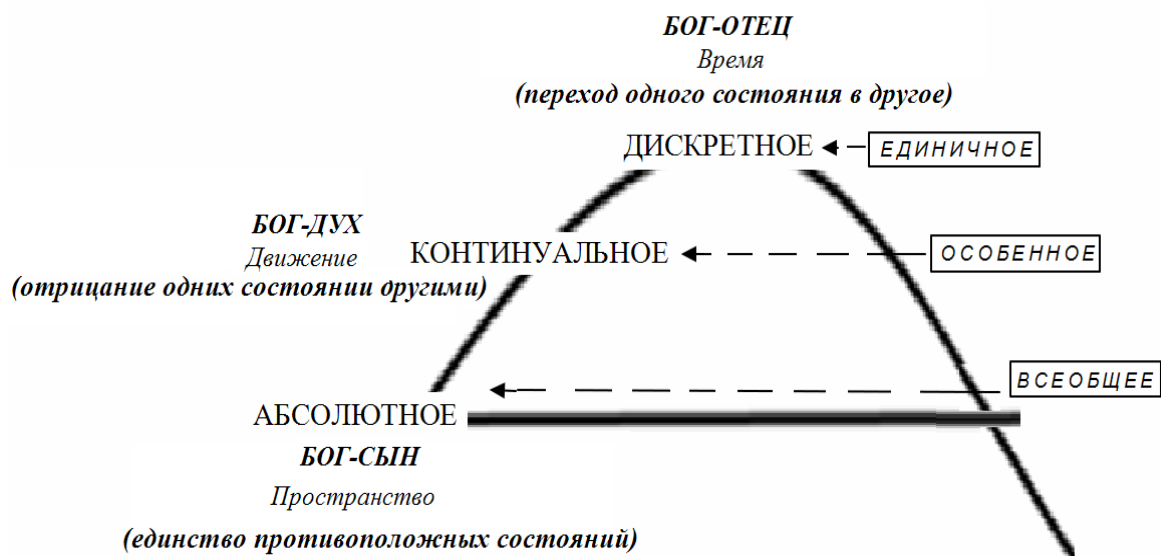 БОГ-ОТЕЦ
Время
(переход одного состояния в другое)
ДИСКРЕТНОЕ
ЕДИНИЧНОЕ
БОГ-ДУХ
Движение
КОНТИНУАЛЬНОЕ
ОСОБЕННОЕ
(отрицание одних состоянии другими)
ВСЕОБЩЕЕ
АБСОЛЮТНОЕ
БОГ-СЫН
Пространство
(единство противоположных состояний)